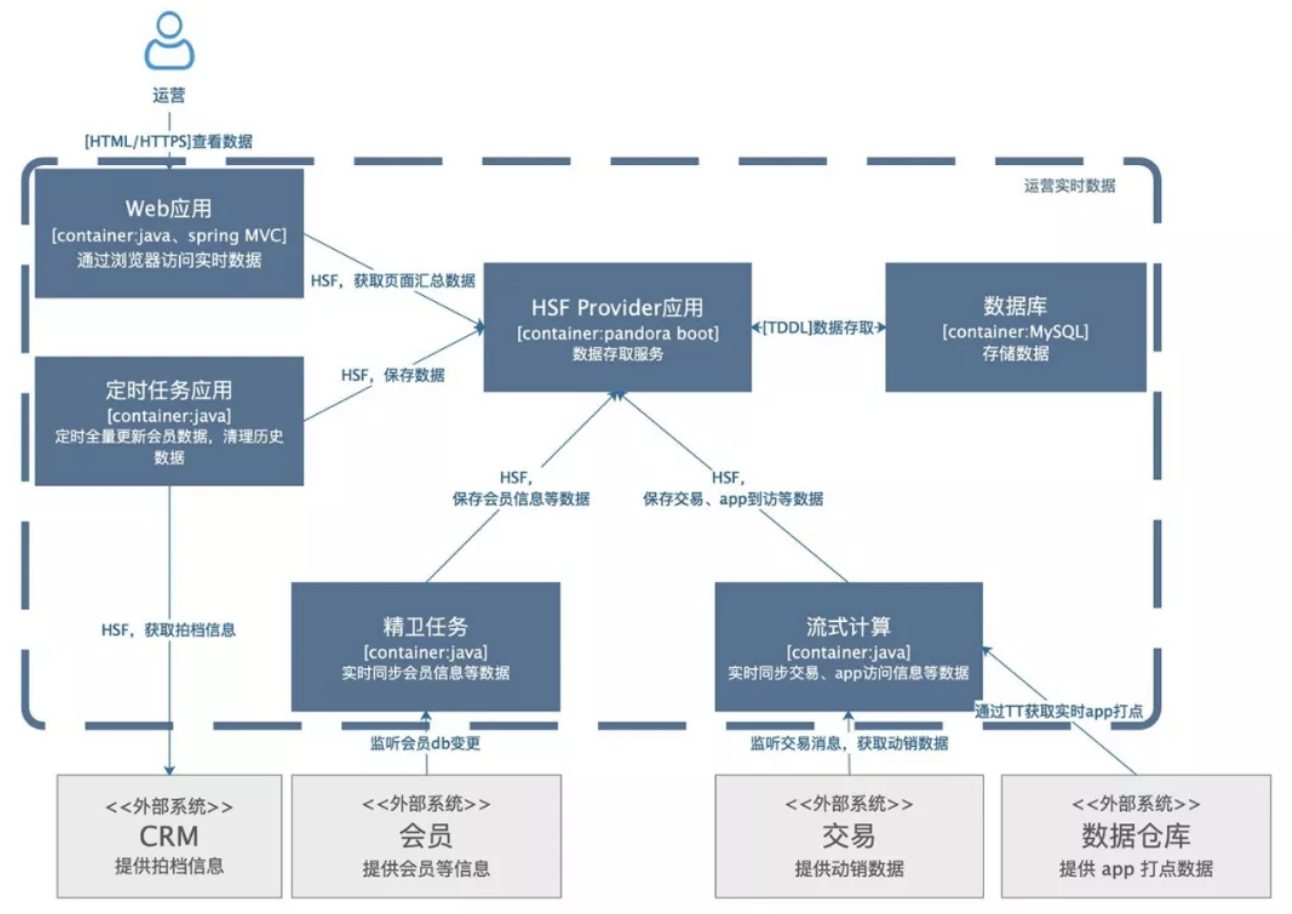 运营
[HTML/HTTPS]查看数据
运营实时数据
Web应用
[container:java、spring MVC]
通过浏览器访问实时数据
HSF，获取页面汇总数据
HSF Provider应用
[container:pandora boot]
数据存取服务
[TDDL]数据存取
数据库
[container:MySQL]
存储数据
定时任务应用
[container:java]
定时全量更新会员数据，清理历史
数据
HSF，保存数据
HSF，
保存会员信息等数据
HSF，
保存交易、app到访等数据
HSF，获取拍档信息
精卫任务
[container:java]
实时同步会员信息等数据
流式计算
[container:java]
实时同步交易、app访问信息等数据
通过TT获取实时app打点
监听会员db变更
监听交易消息，获取动销数据
<<外部系统>>
CRM
提供拍档信息
<<外部系统>>
会员
提供会员等信息
<<外部系统>>
交易
提供动销数据
<<外部系统>>
数据仓库
提供 app 打点数据